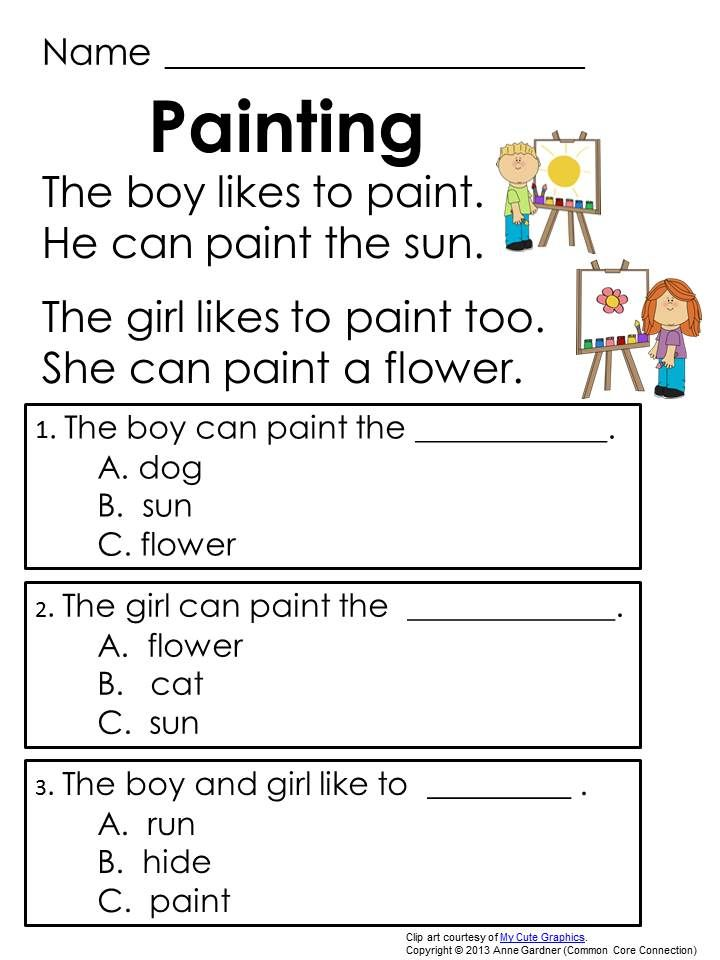 Name ____________________
Painting
The boy likes to paint.
He can paint the sun.
The girl likes to paint too.
She can paint a flower.
1. The boy can paint the ____________.
A. dog
B. sun
C. flower
2. The girl can paint the _____________.
A. flower
B. cat
C. sun
3. The boy and girl like to _________ .
A. run
B. hide
C. paint
Clip art courtesy of My Cute Graphics.
Copyright © 2013 Anne Gardner (Common Core Connection)